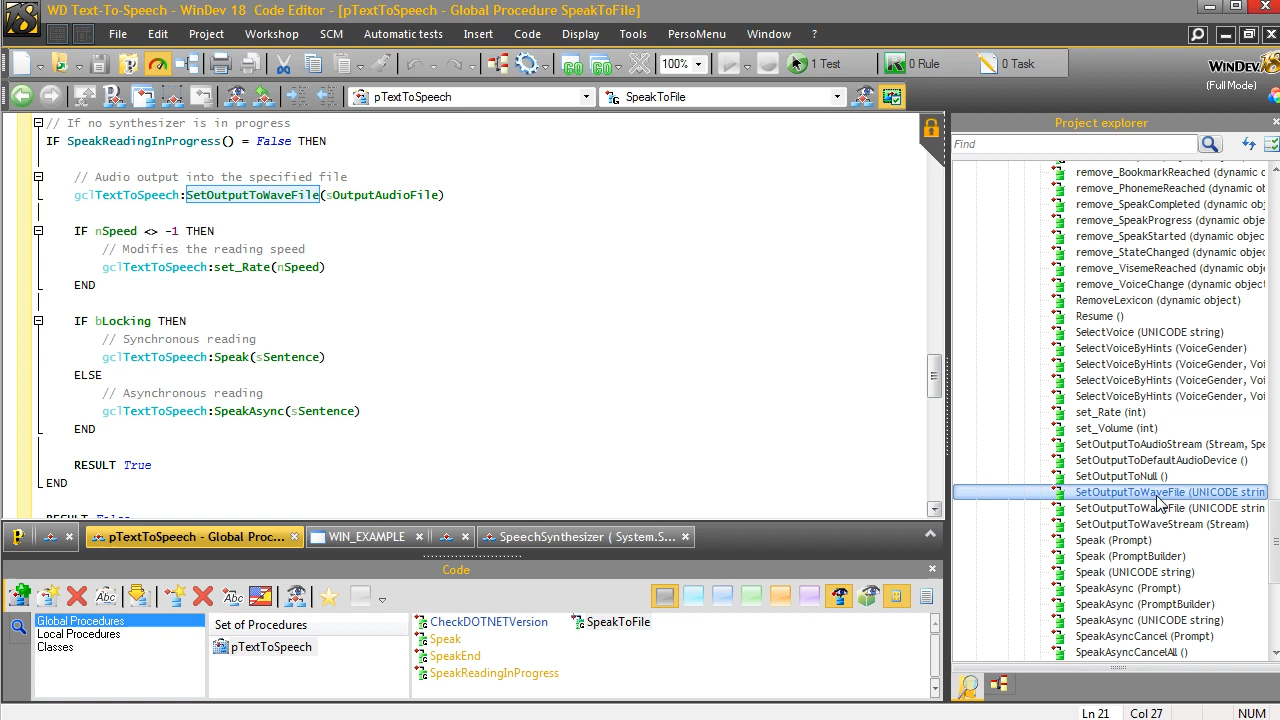 WD Text-To-Speech - WinDev 18  Code Editor - [pTextToSpeech - Global Procedure SpeakToFile]
File Edit Project Workshop SCM Automatic tests Insert Code Display Tools PersoMenu Window ?
100% 1 Test 0 Rule 0 Task
WINDEV 18
(Full Mode)
pTextToSpeech SpeakToFile
// If no synthesizer is in progress
IF SpeakReadingInProgress() = False THEN
// Audio output into the specified file
gclTextToSpeech:SetOutputToWaveFile(sOutputAudioFile)
IF nSpeed <> -1 THEN
// Modifies the reading speed
gclTextToSpeech:set_Rate(nSpeed)
END
IF bLocking THEN
// Synchronous reading
gclTextToSpeech:Speak(sSentence)
ELSE
// Asynchronous reading
gclTextToSpeech:SpeakAsync(sSentence)
END
RESULT True
END
RESULT False
Project explorer
Find
remove_BookmarkReached (dynamic c
remove_PhonemeReached (dynamic o
remove_SpeakCompleted (dynamic ob
remove_SpeakProgress (dynamic objec
remove_SpeakStarted (dynamic objec
remove_StateChanged (dynamic objec
remove_VisemeReached (dynamic obje
remove_VoiceChange (dynamic object
RemoveLexicon (dynamic object)
Resume ()
SelectVoice (UNICODE string)
SelectVoiceByHints (VoiceGender)
SelectVoiceByHints (VoiceGender, Voi
SelectVoiceByHints (VoiceGender, Voi
SelectVoiceByHints (VoiceGender, Voi
set_Rate (int)
set_Volume (int)
SetOutputToAudioStream (Stream, Spe
SetOutputToDefaultAudioDevice ()
SetOutputToNull ()
SetOutputToWaveFile (UNICODE strin
SetOutputToWaveFile (UNICODE strin
SetOutputToWaveStream (Stream)
Speak (Prompt)
Speak (PromptBuilder)
Speak (UNICODE string)
SpeakAsync (Prompt)
SpeakAsync (PromptBuilder)
SpeakAsync (UNICODE string)
SpeakAsyncCancel (Prompt)
SpeakAsyncCancelAll ()
pTextToSpeech - Global Proc... WIN_EXAMPLE SpeechSynthesizer ( System.S...
Code
Global Procedures
Local Procedures
Classes
Set of Procedures
pTextToSpeech
CheckDOTNETVersion SpeakToFile
Speak
SpeakEnd
SpeakReadingInProgress
Ln 21 Col 27 NUM